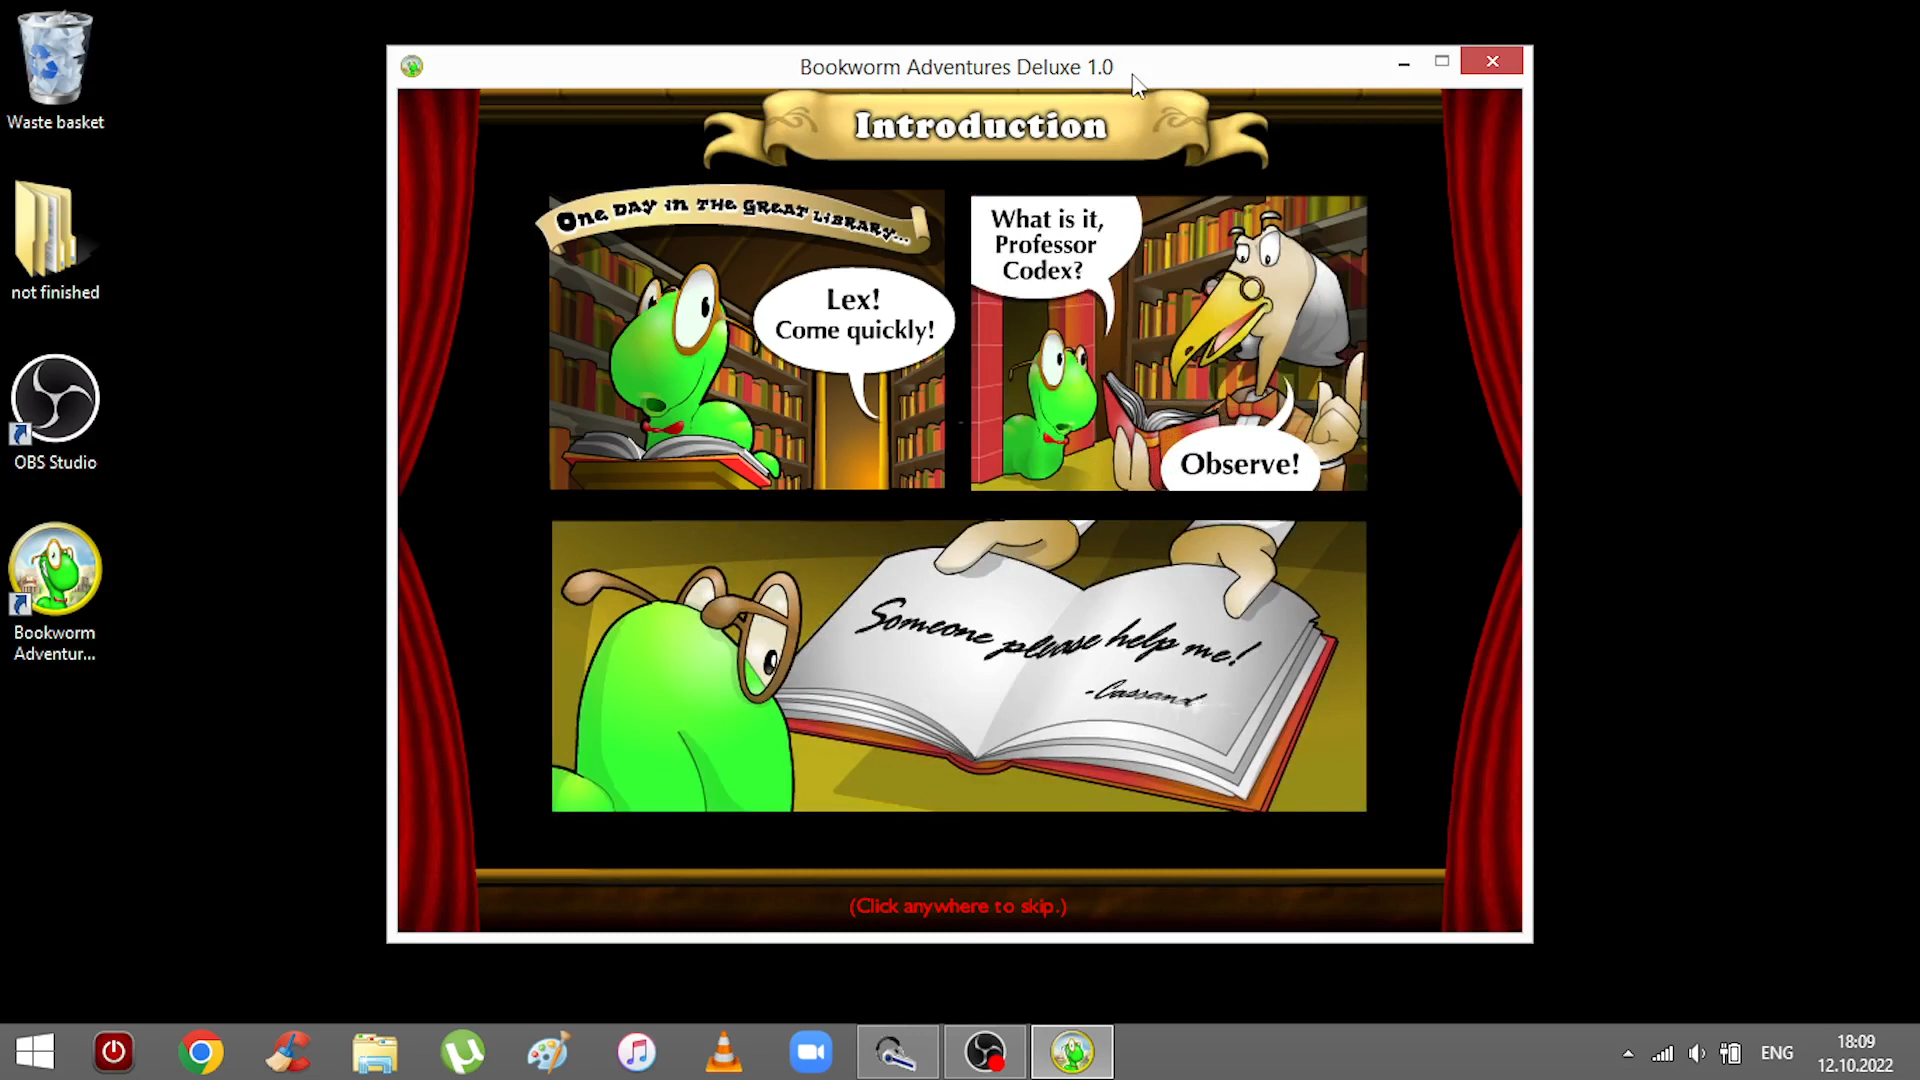 Waste basket
not finished
OBS Studio
Bookworm
Adventur...
Bookworm Adventures Deluxe 1.0
Introduction
One day in the great library...
Lex!
Come quickly!
What is it,
Professor
Codex?
Observe!
Someone please help me!
-Cassand
(Click anywhere to skip.)
ENG
18:09
12.10.2022